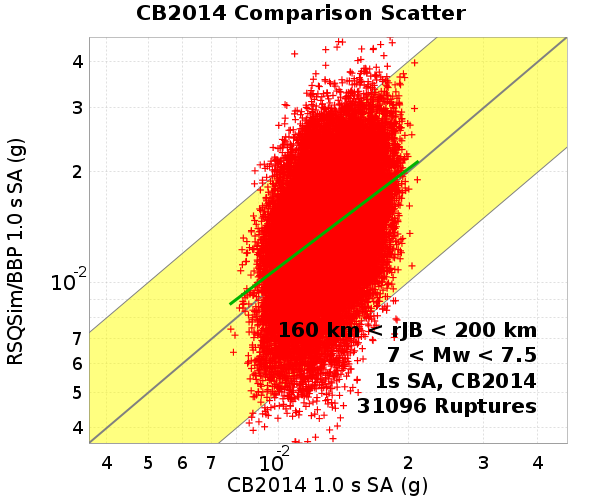 CB2014 Comparison Scatter
RSQSim/BBP 1.0 s SA (g)
4
3
2
10-2
7
6
5
4
160 km < rJB < 200 km
7 < Mw < 7.5
1s SA, CB2014
31096 Ruptures
4 5 6 7 10-2 2 3 4
CB2014 1.0 s SA (g)